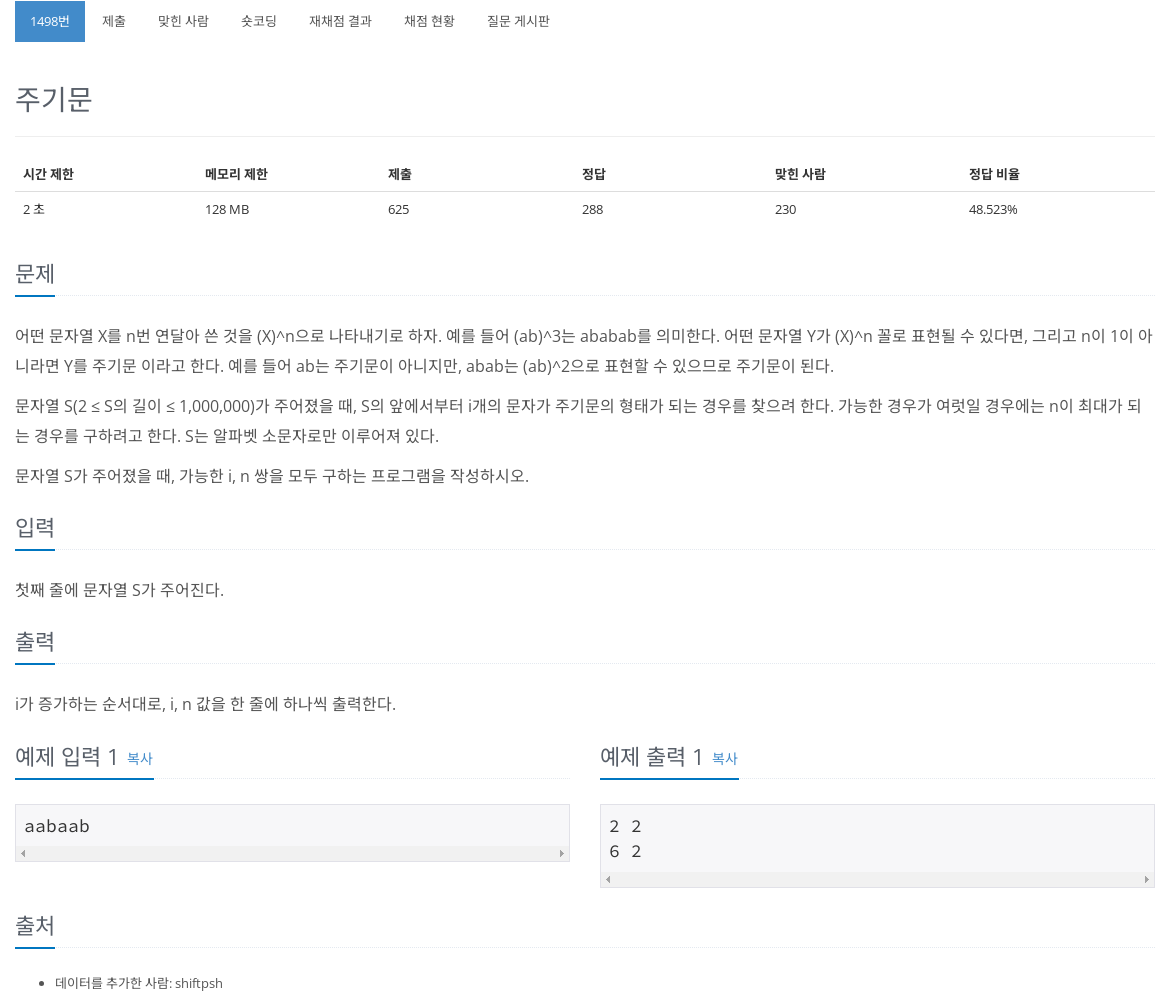 1498번 제출 맞힌 사람 숏코딩 재채점 결과 채점 현황 질문 게시판
주기문
시간 제한 메모리 제한 제출 정답 맞힌 사람 정답 비율
2 초 128 MB 625 288 230 48.523%
문제
어떤 문자열 X를 n번 연달아 쓴 것을 (X)^n으로 나타내기로 하자. 예를 들어 (ab)^3는 ababab를 의미한다. 어떤 문자열 Y가 (X)^n 꼴로 표현될 수 있다면, 그리고 n이 1이 아
니라면 Y를 주기문 이라고 한다. 예를 들어 ab는 주기문이 아니지만, abab는 (ab)^2으로 표현할 수 있으므로 주기문이 된다.
문자열 S(2 ≤ S의 길이 ≤ 1,000,000)가 주어졌을 때, S의 앞에서부터 i개의 문자가 주기문의 형태가 되는 경우를 찾으려 한다. 가능한 경우가 여럿일 경우에는 n이 최대가 되
는 경우를 구하려고 한다. S는 알파벳 소문자로만 이루어져 있다.
문자열 S가 주어졌을 때, 가능한 i, n 쌍을 모두 구하는 프로그램을 작성하시오.
입력
첫째 줄에 문자열 S가 주어진다.
출력
i가 증가하는 순서대로, i, n 값을 한 줄에 하나씩 출력한다.
예제 입력 1 복사
aabaab
예제 출력 1 복사
2 2
6 2
출처
데이터를 추가한 사람: shiftpsh